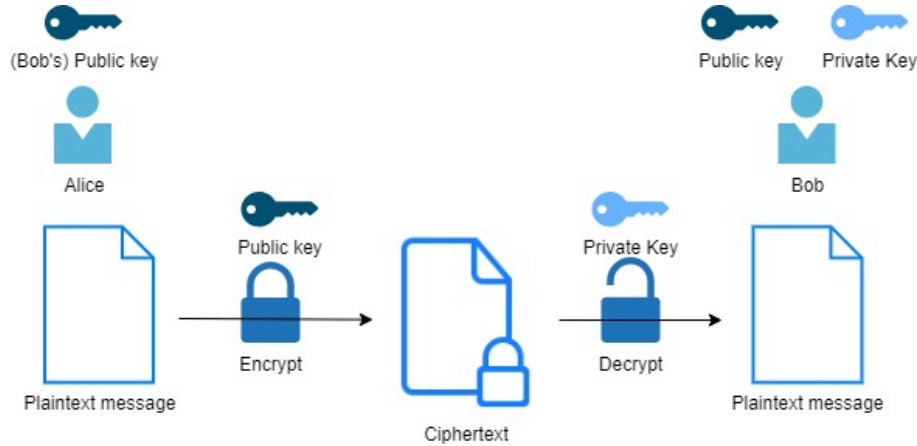 (Bob's) Public key
Public key
Private Key
Alice
Bob
Public key
Private Key
Encrypt
Decrypt
Plaintext message
Ciphertext
Plaintext message